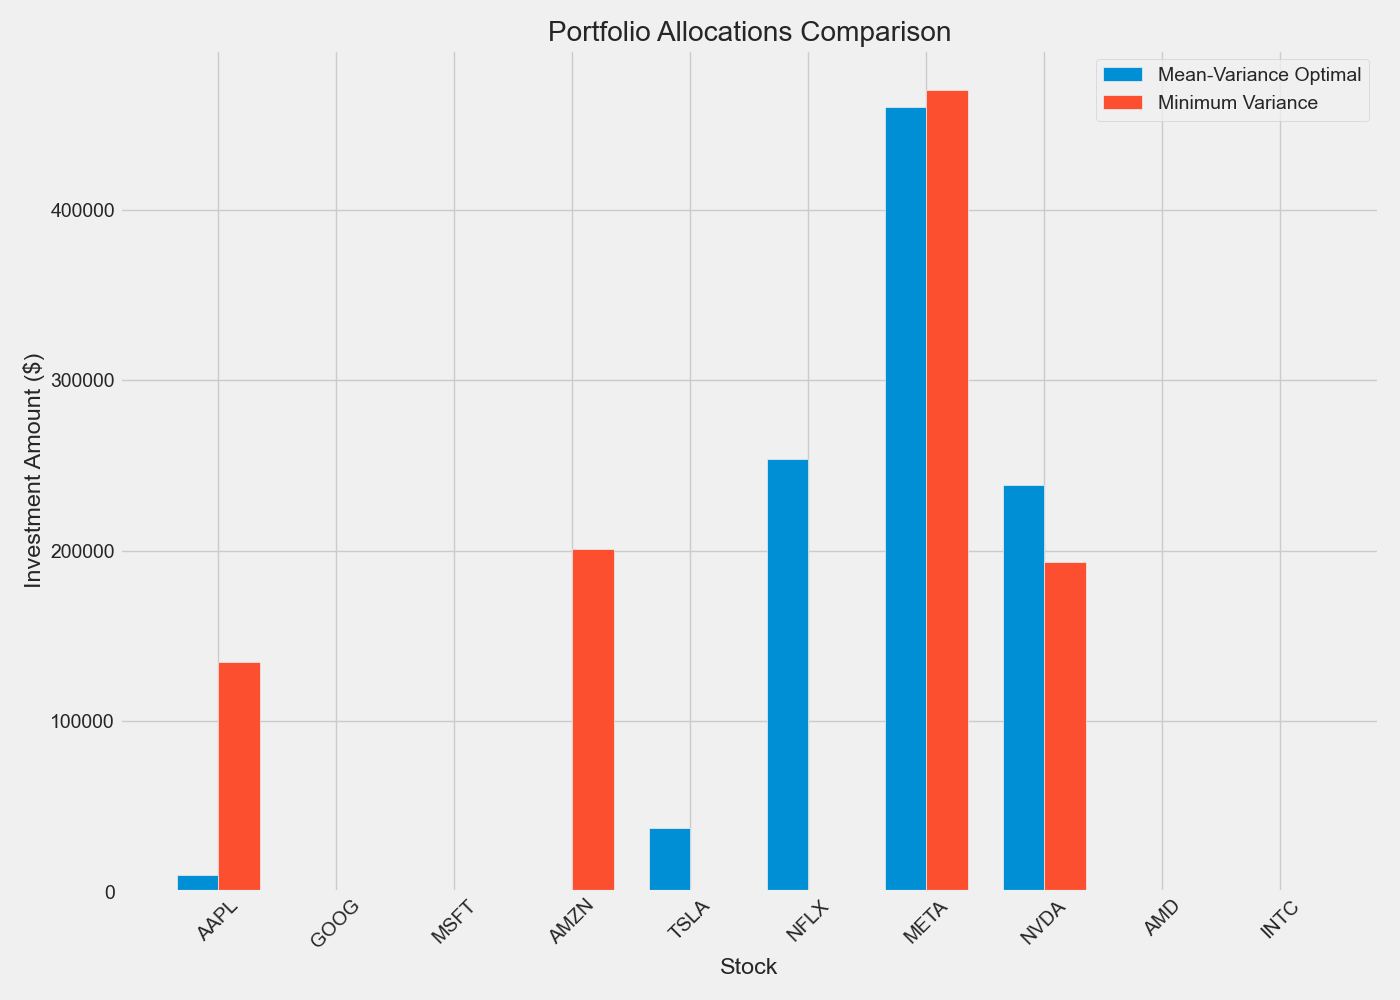 Portfolio Allocations Comparison
Mean-Variance Optimal
Minimum Variance
Investment Amount ($)
400000
300000
200000
100000
0
AAPL
GOOG
MSFT
AMZN
TSLA
NFLX
META
NVDA
AMD
INTC
Stock